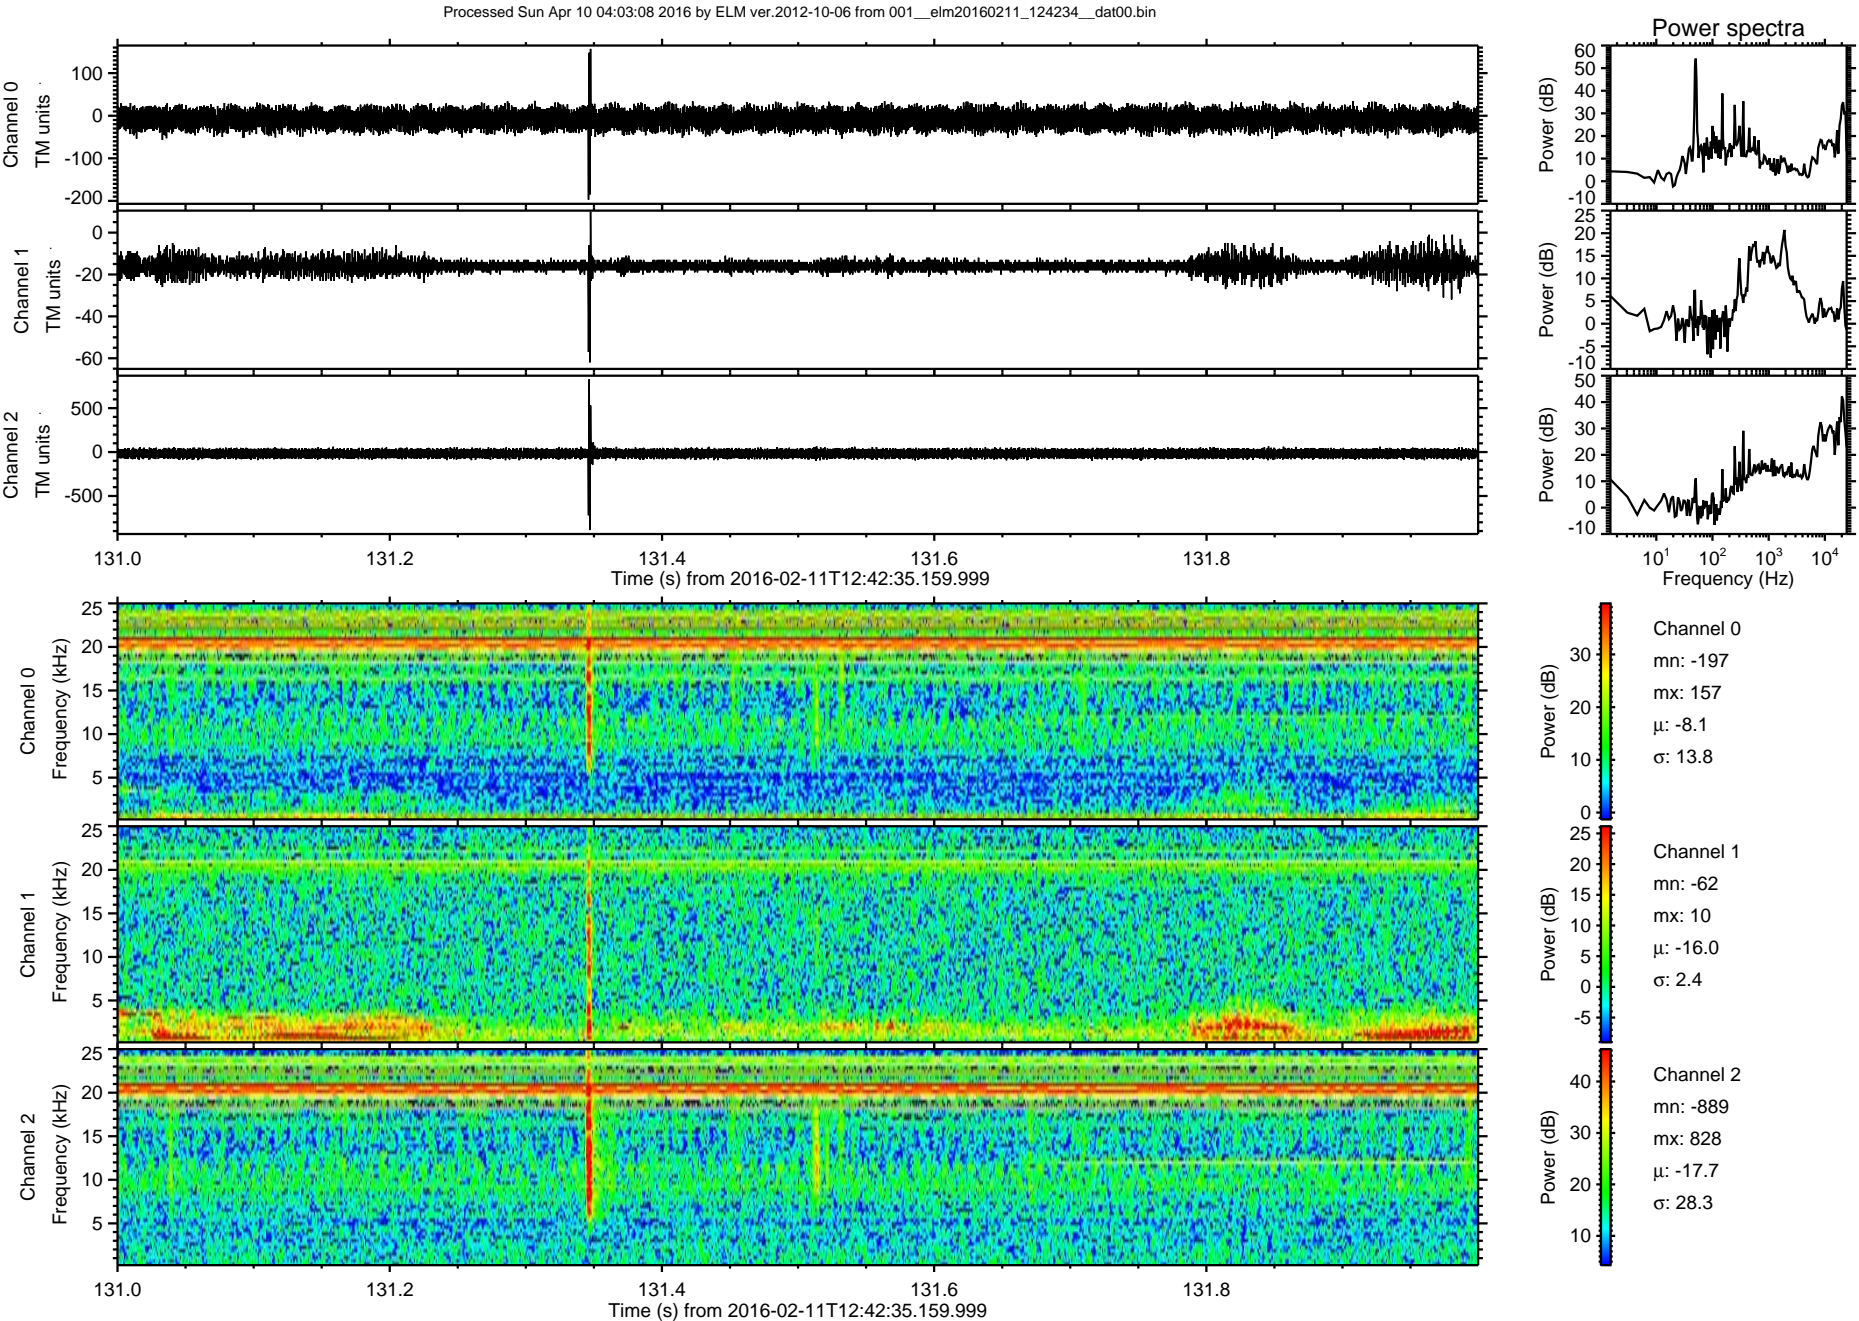 Processed Sun Apr 10 04:03:08 2016 by ELM ver.2012-10-06 from 001__elm20160211_124234__dat00.bin
Power spectra
Channel 0
TM units
100
0
-100
-200
Power (dB)
60
50
40
30
20
10
0
-10
Channel 1
TM units
0
-20
-40
-60
Power (dB)
25
20
15
10
5
0
-5
-10
Channel 2
TM units
500
0
-500
Power (dB)
50
40
30
20
10
0
-10
131.0 131.2 131.4 131.6 131.8
Time (s) from 2016-02-11T12:42:35.159.999
10¹ 10² 10³ 10⁴
Frequency (Hz)
Channel 0
Frequency (kHz)
25
20
15
10
5
Power (dB)
30
20
10
0
Channel 0
mn: -197
mx: 157
μ: -8.1
σ: 13.8
Channel 1
Frequency (kHz)
25
20
15
10
5
Power (dB)
25
20
15
10
5
0
-5
Channel 1
mn: -62
mx: 10
μ: -16.0
σ: 2.4
Channel 2
Frequency (kHz)
25
20
15
10
5
Power (dB)
40
30
20
10
Channel 2
mn: -889
mx: 828
μ: -17.7
σ: 28.3
131.0 131.2 131.4 131.6 131.8
Time (s) from 2016-02-11T12:42:35.159.999